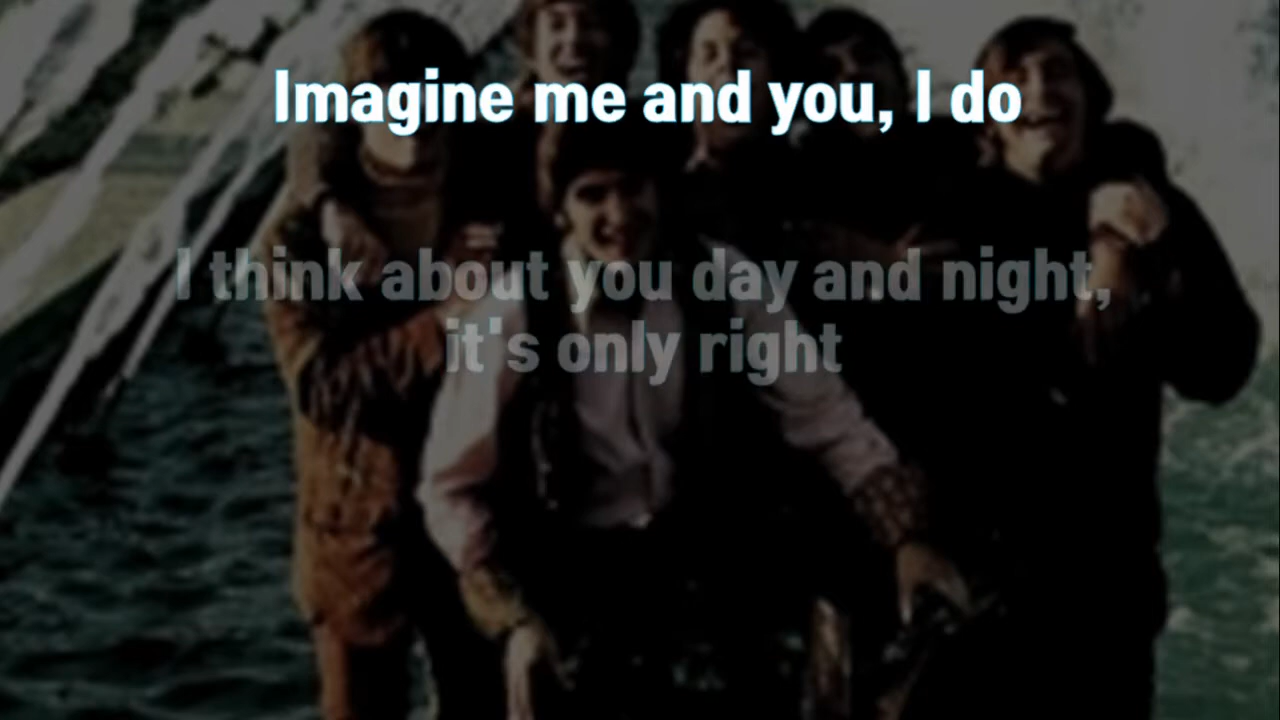 Imagine me and you, I do
I think about you day and night,
it's only right